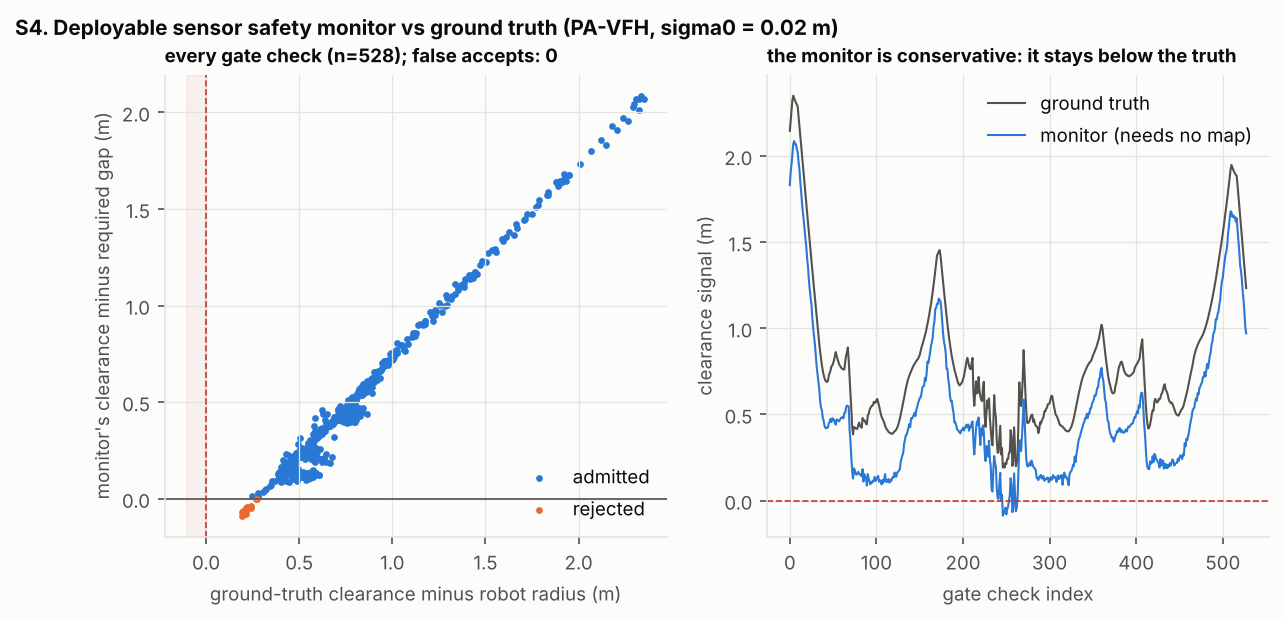 S4. Deployable sensor safety monitor vs ground truth (PA-VFH, sigma0 = 0.02 m)
every gate check (n=528); false accepts: 0
monitor's clearance minus required gap (m)
2.0
1.5
1.0
0.5
0.0
admitted
rejected
0.0 0.5 1.0 1.5 2.0
ground-truth clearance minus robot radius (m)
the monitor is conservative: it stays below the truth
ground truth
monitor (needs no map)
clearance signal (m)
2.0
1.5
1.0
0.5
0.0
0 100 200 300 400 500
gate check index